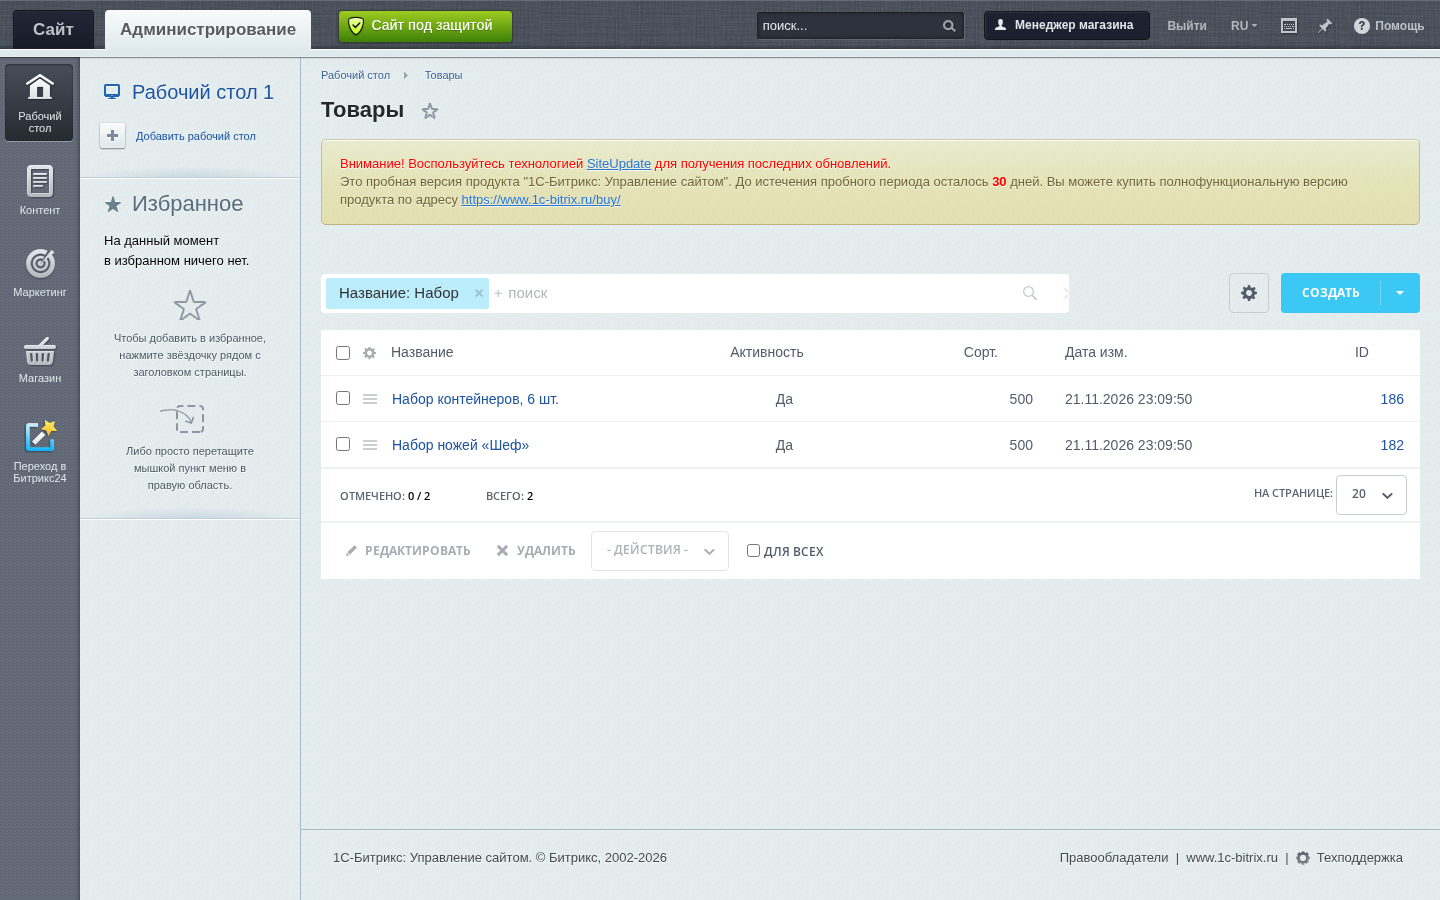 Сайт
Администрирование
Сайт под защитой
поиск...
Менеджер магазина
Выйти
RU
Помощь
Рабочий стол
Контент
Маркетинг
Магазин
Переход в Битрикс24
Рабочий стол 1
Добавить рабочий стол
Избранное
На данный момент
в избранном ничего нет.
Чтобы добавить в избранное,
нажмите звёздочку рядом с
заголовком страницы.
Либо просто перетащите
мышкой пункт меню в
правую область.
Рабочий стол
Товары
Товары
Внимание! Воспользуйтесь технологией SiteUpdate для получения последних обновлений.
Это пробная версия продукта "1С-Битрикс: Управление сайтом". До истечения пробного периода осталось 30 дней. Вы можете купить полнофункциональную версию
продукта по адресу https://www.1c-bitrix.ru/buy/
Название: Набор
+ поиск
СОЗДАТЬ
Название Активность Сорт. Дата изм. ID
Набор контейнеров, 6 шт. Да 500 21.11.2026 23:09:50 186
Набор ножей «Шеф» Да 500 21.11.2026 23:09:50 182
ОТМЕЧЕНО: 0 / 2 ВСЕГО: 2 НА СТРАНИЦЕ: 20
РЕДАКТИРОВАТЬ УДАЛИТЬ - ДЕЙСТВИЯ - ДЛЯ ВСЕХ
1С-Битрикс: Управление сайтом. © Битрикс, 2002-2026
Правообладатели | www.1c-bitrix.ru | Техподдержка